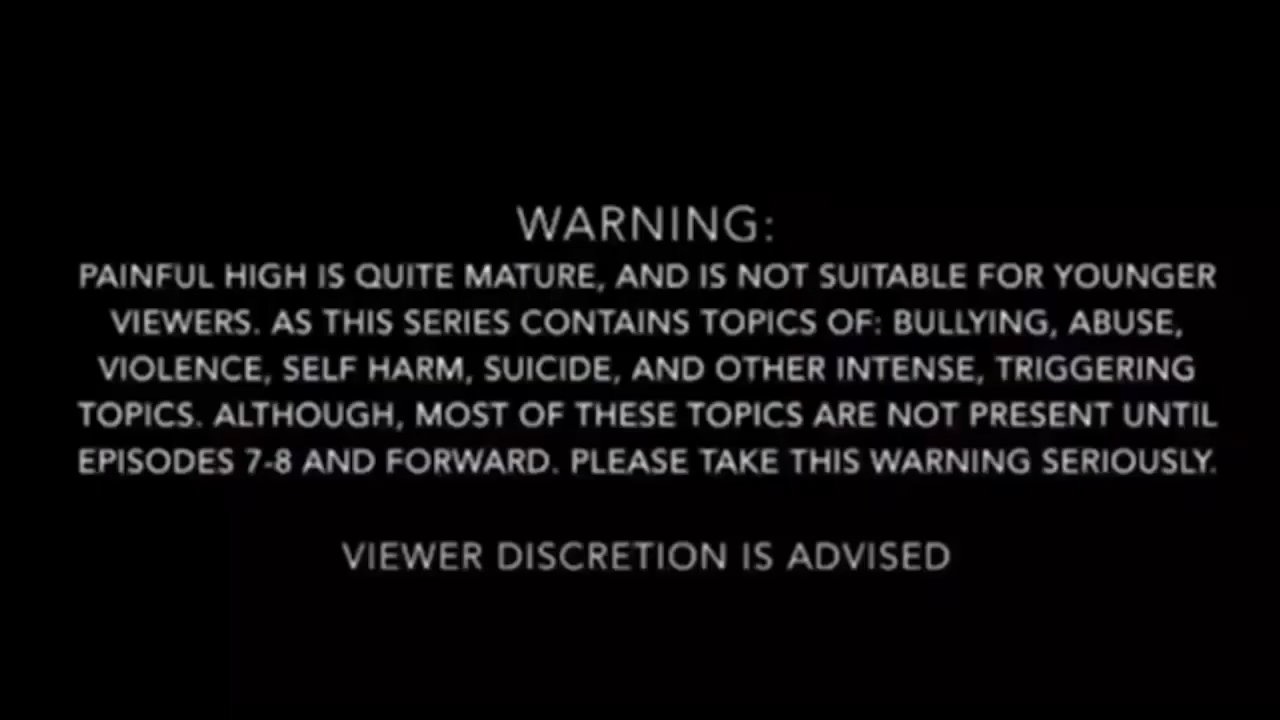 WARNING:
PAINFUL HIGH IS QUITE MATURE, AND IS NOT SUITABLE FOR YOUNGER
VIEWERS. AS THIS SERIES CONTAINS TOPICS OF: BULLYING, ABUSE,
VIOLENCE, SELF HARM, SUICIDE, AND OTHER INTENSE, TRIGGERING
TOPICS. ALTHOUGH, MOST OF THESE TOPICS ARE NOT PRESENT UNTIL
EPISODES 7-8 AND FORWARD. PLEASE TAKE THIS WARNING SERIOUSLY.
VIEWER DISCRETION IS ADVISED